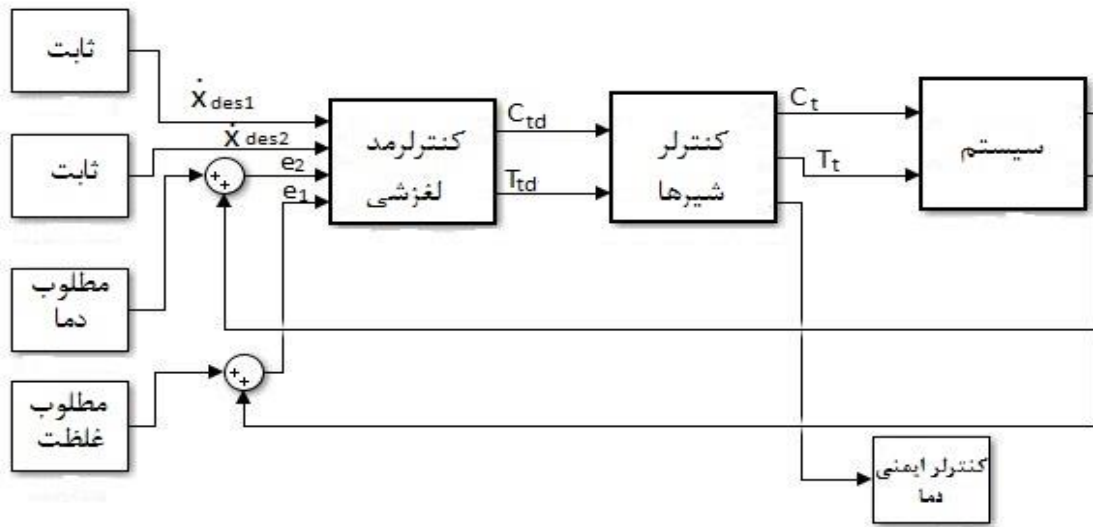 ثابت
ẋ des1
ثابت
ẋ des2
e2
e1
+
+
کنترلرمد
لغزشی
Ctd
Ttd
کنترلر
شیرها
Ct
Tt
سیستم
مطلوب
دما
+
+
مطلوب
غلظت
کنترلر ایمنی
دما